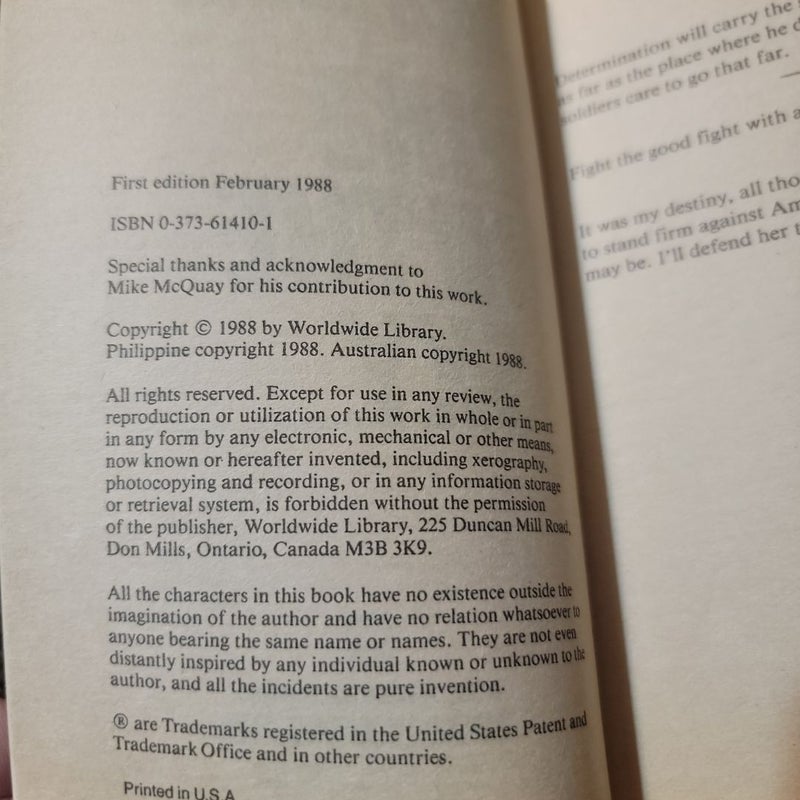 First edition February 1988
ISBN 0-373-61410-1
Special thanks and acknowledgment to
Mike McQuay for his contribution to this work.
Copyright © 1988 by Worldwide Library.
Philippine copyright 1988. Australian copyright 1988.
All rights reserved. Except for use in any review, the
reproduction or utilization of this work in whole or in part
in any form by any electronic, mechanical or other means,
now known or hereafter invented, including xerography,
photocopying and recording, or in any information storage
or retrieval system, is forbidden without the permission
of the publisher, Worldwide Library, 225 Duncan Mill Road,
Don Mills, Ontario, Canada M3B 3K9.
All the characters in this book have no existence outside the
imagination of the author and have no relation whatsoever to
anyone bearing the same name or names. They are not even
distantly inspired by any individual known or unknown to the
author, and all the incidents are pure invention.
® are Trademarks registered in the United States Patent and
Trademark Office and in other countries.
Printed in U.S.A
Determination will carry the
as far as the place where he
soldiers care to go that far.
Fight the good fight with
It was my destiny, all
to stand firm against
may be. I'll defend her